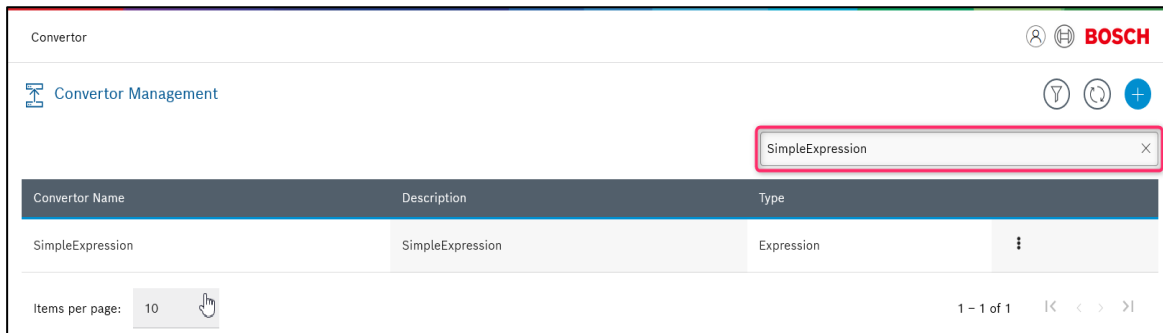 Convertor
BOSCH
Convertor Management
SimpleExpression
Convertor Name Description Type
SimpleExpression SimpleExpression Expression
Items per page: 10 1 – 1 of 1